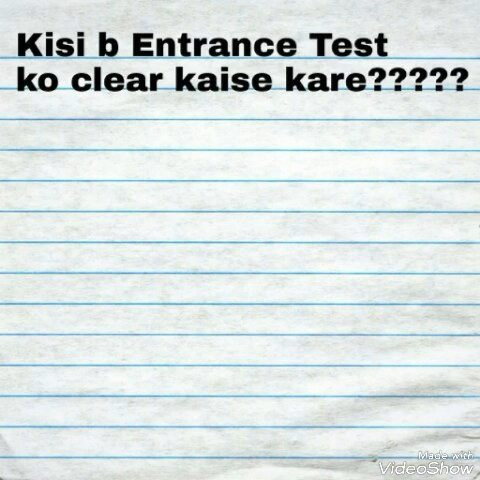 Kisi b Entrance Test
ko clear kaise kare?????
Made with
VideoShow